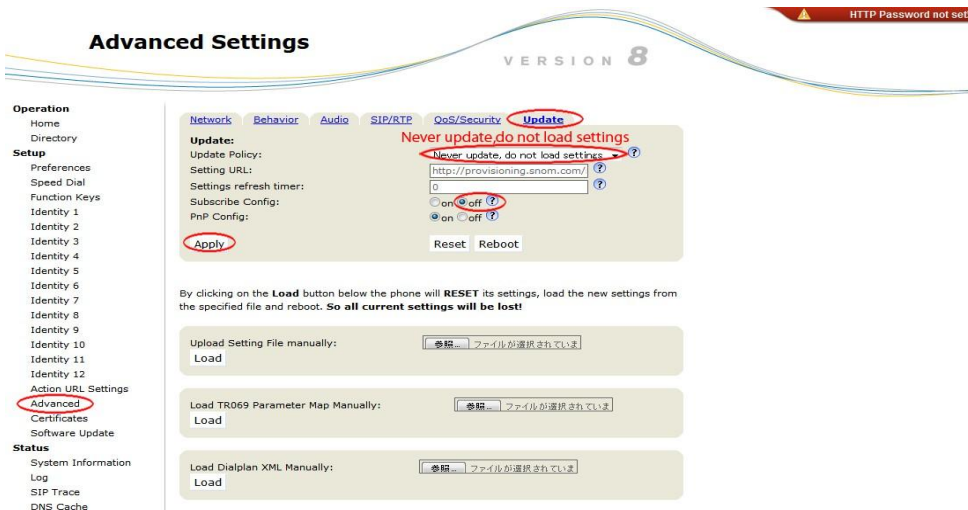 HTTP Password not set
Advanced Settings
VERSION 8
Operation
Home
Directory
Setup
Preferences
Speed Dial
Function Keys
Identity 1
Identity 2
Identity 3
Identity 4
Identity 5
Identity 6
Identity 7
Identity 8
Identity 9
Identity 10
Identity 11
Identity 12
Action URL Settings
Advanced
Certificates
Software Update
Status
System Information
Log
SIP Trace
DNS Cache
Network Behavior Audio SIP/RTP QoS/Security Update
Never update,do not load settings
Update:
Update Policy: Never update, do not load settings ?
Setting URL: http://provisioning.snom.com/ ?
Settings refresh timer: 0 ?
Subscribe Config: on off ?
PnP Config: on off ?
Apply Reset Reboot
By clicking on the Load button below the phone will RESET its settings, load the new settings from
the specified file and reboot. So all current settings will be lost!
Upload Setting File manually: 参照... ファイルが選択されていま
Load
Load TR069 Parameter Map Manually: 参照... ファイルが選択されていま
Load
Load Dialplan XML Manually: 参照... ファイルが選択されていま
Load